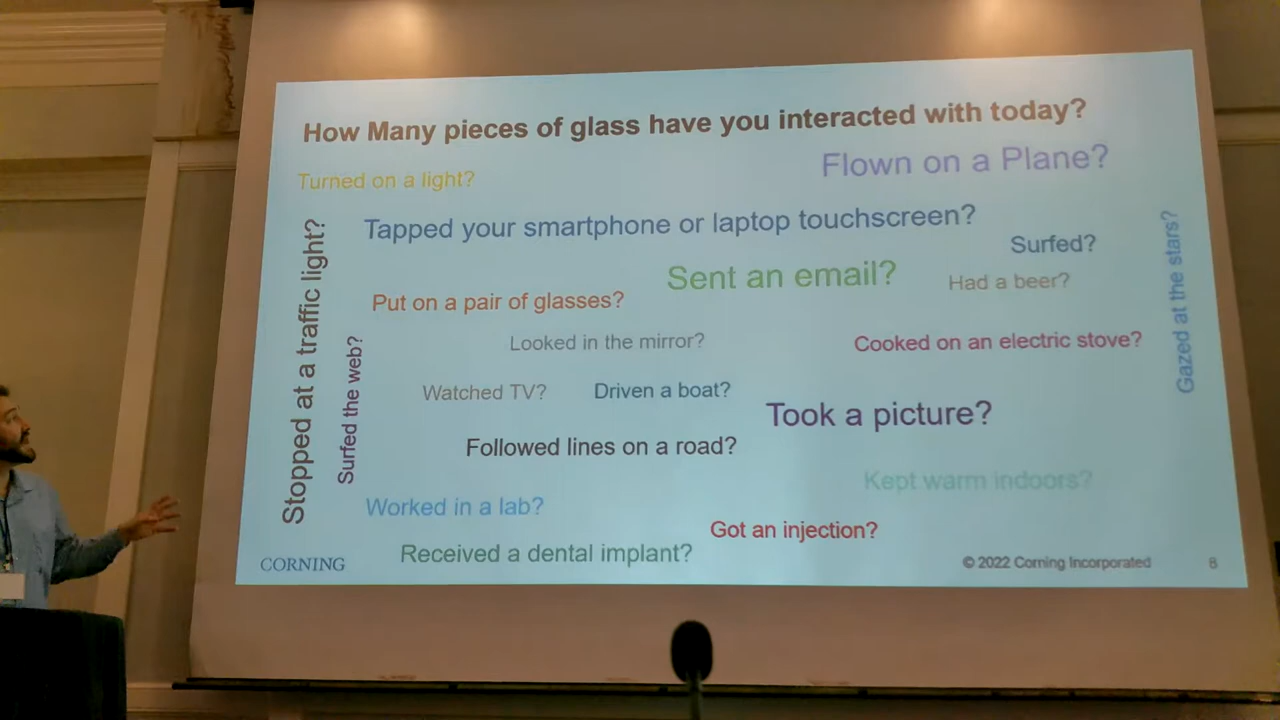 How Many pieces of glass have you interacted with today?
Turned on a light?
Flown on a Plane?
Stopped at a traffic light?
Tapped your smartphone or laptop touchscreen?
Surfed?
Gazed at the stars?
Sent an email?
Had a beer?
Put on a pair of glasses?
Surfed the web?
Looked in the mirror?
Cooked on an electric stove?
Watched TV?
Driven a boat?
Took a picture?
Followed lines on a road?
Kept warm indoors?
Worked in a lab?
Got an injection?
Received a dental implant?
CORNING
© 2022 Corning Incorporated
8